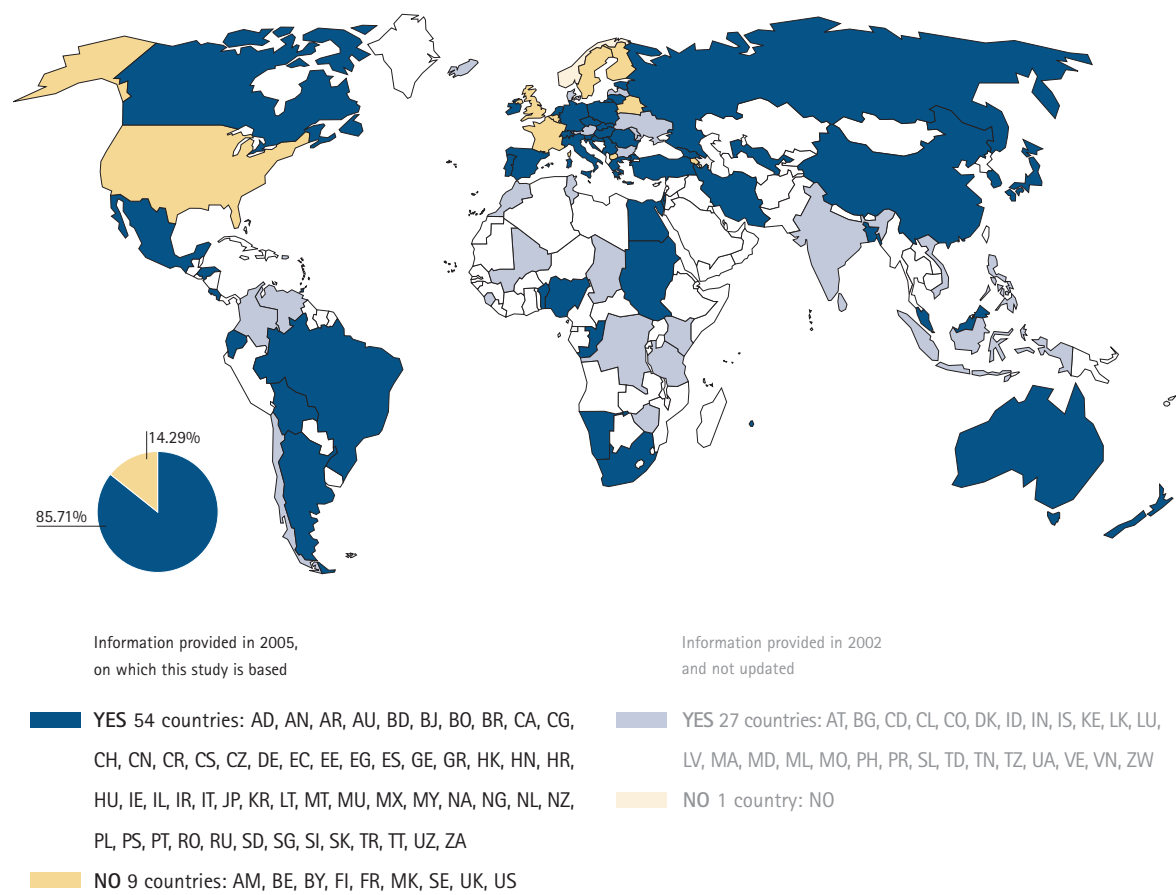 14.29%
85.71%
Information provided in 2005,
on which this study is based
YES 54 countries: AD, AN, AR, AU, BD, BJ, BO, BR, CA, CG,
CH, CN, CR, CS, CZ, DE, EC, EE, EG, ES, GE, GR, HK, HN, HR,
HU, IE, IL, IR, IT, JP, KR, LT, MT, MU, MX, MY, NA, NG, NL, NZ,
PL, PS, PT, RO, RU, SD, SG, SI, SK, TR, TT, UZ, ZA
NO 9 countries: AM, BE, BY, FI, FR, MK, SE, UK, US
Information provided in 2002
and not updated
YES 27 countries: AT, BG, CD, CL, CO, DK, ID, IN, IS, KE, LK, LU,
LV, MA, MD, ML, MO, PH, PR, SL, TD, TN, TZ, UA, VE, VN, ZW
NO 1 country: NO